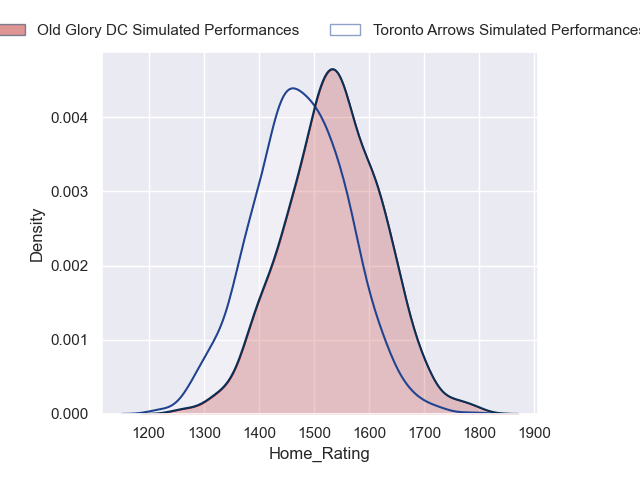 Old Glory DC Simulated Performances
Toronto Arrows Simulated Performances
0.004
0.003
0.002
0.001
0.000
Density
1200 1300 1400 1500 1600 1700 1800 1900
Home_Rating